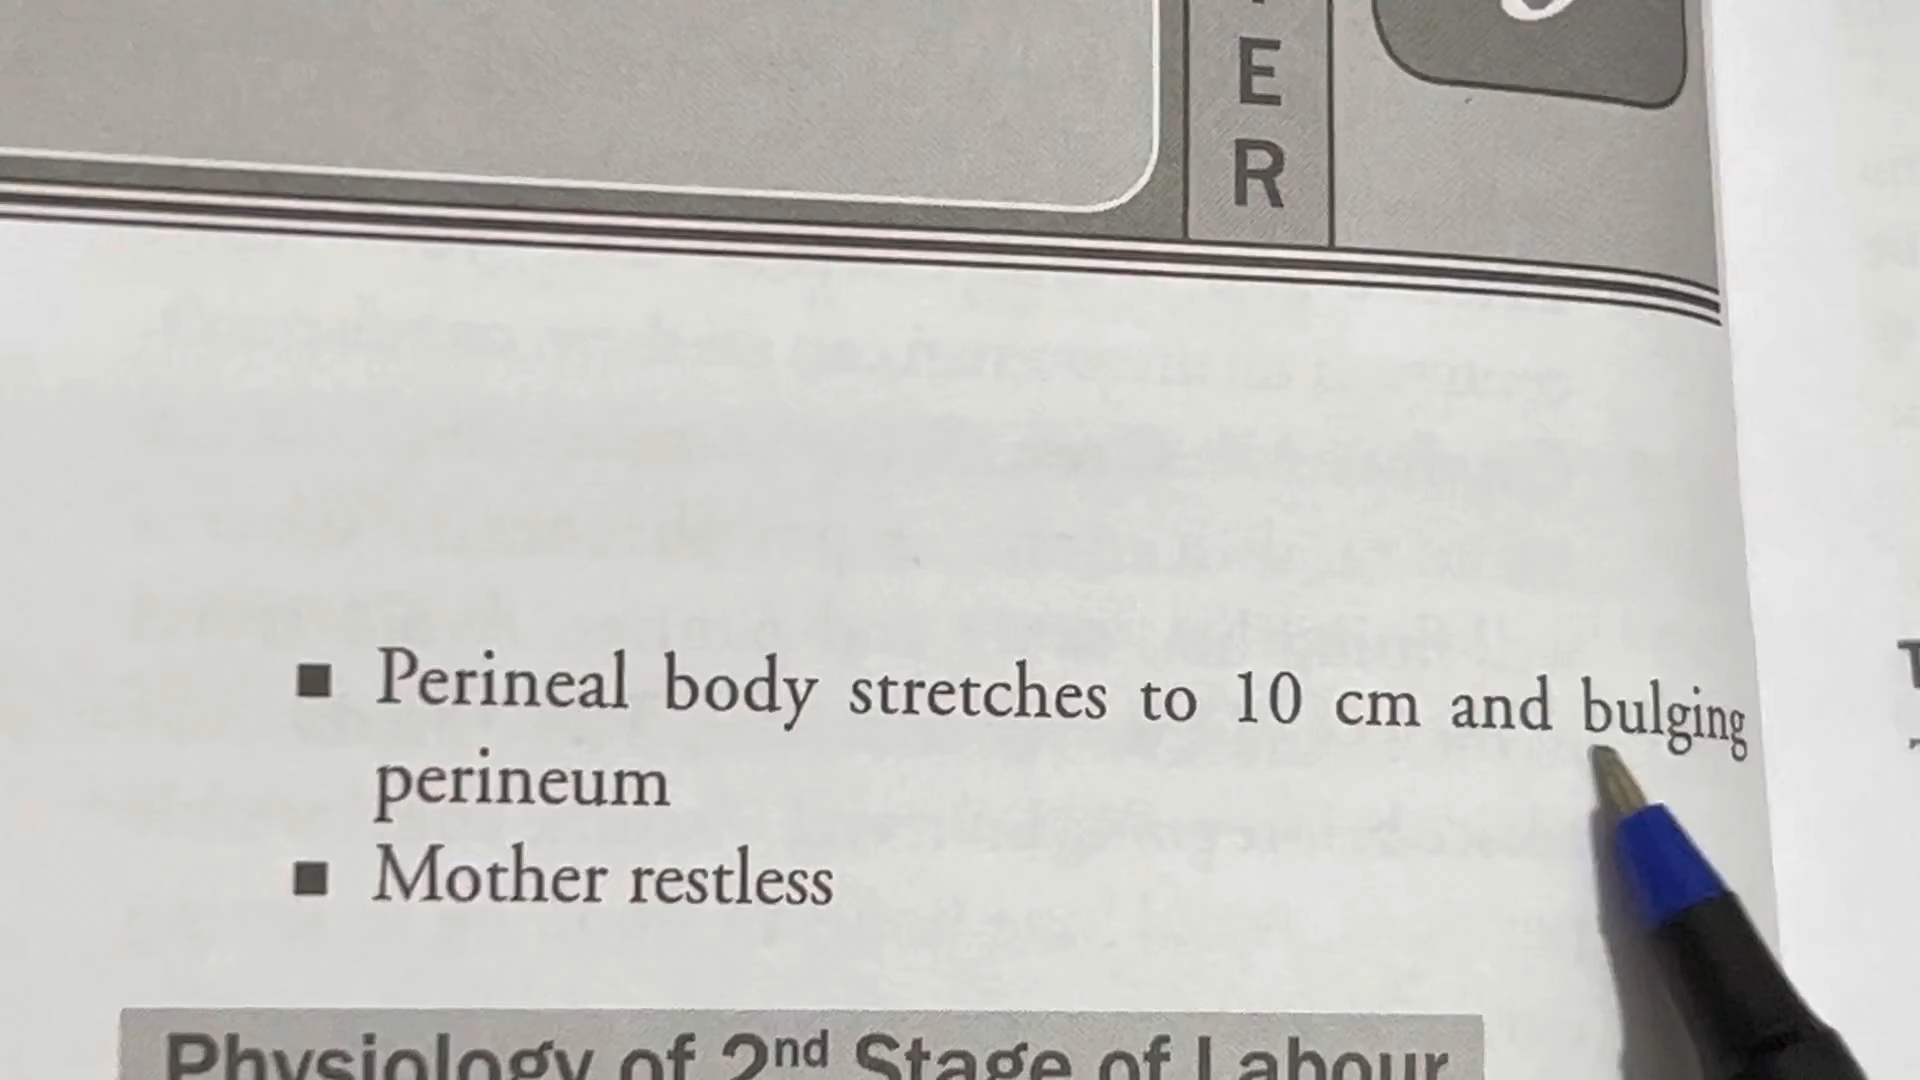 E
R
■ Perineal body stretches to 10 cm and bulging
perineum
■ Mother restless
Physiology of 2nd Stage of Labour